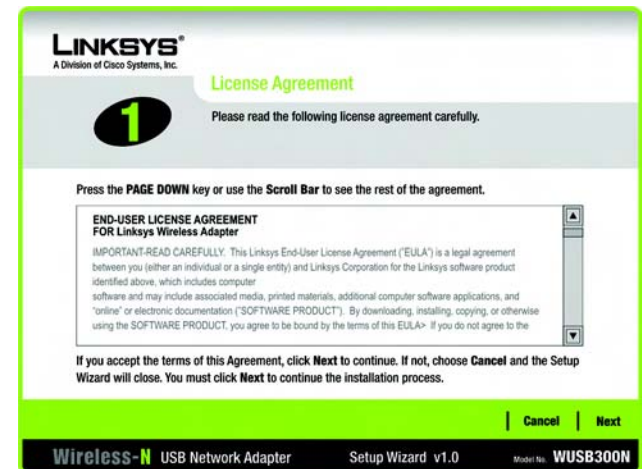 LINKSYS®
A Division of Cisco Systems, Inc.
License Agreement
1
Please read the following license agreement carefully.
Press the PAGE DOWN key or use the Scroll Bar to see the rest of the agreement.
END-USER LICENSE AGREEMENT
FOR Linksys Wireless Adapter
IMPORTANT-READ CAREFULLY. This Linksys End-User License Agreement ("EULA") is a legal agreement
between you (either an individual or a single entity) and Linksys Corporation for the Linksys software product
identified above, which includes computer
software and may include associated media, printed materials, additional computer software applications, and
"online" or electronic documentation ("SOFTWARE PRODUCT"). By downloading, installing, copying, or otherwise
using the SOFTWARE PRODUCT, you agree to be bound by the terms of this EULA> If you do not agree to the
If you accept the terms of this Agreement, click Next to continue. If not, choose Cancel and the Setup
Wizard will close. You must click Next to continue the installation process.
Cancel Next
Wireless-N USB Network Adapter Setup Wizard v1.0 Model No. WUSB300N